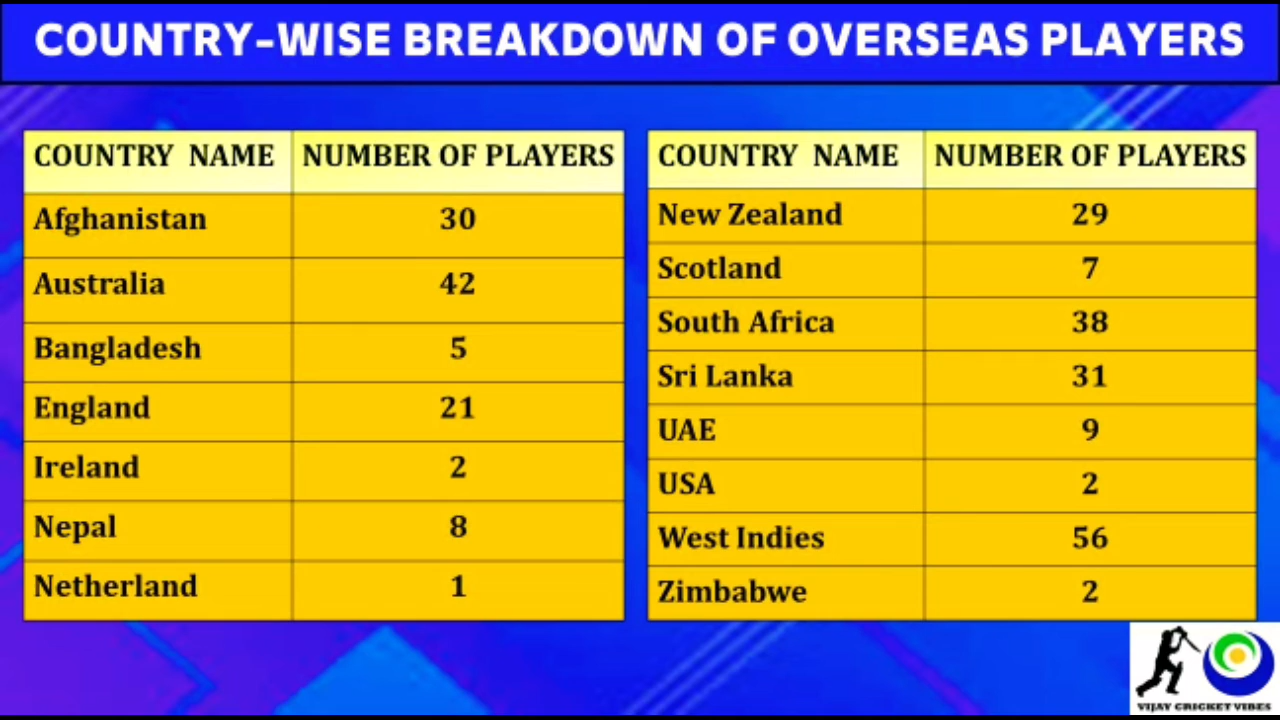 COUNTRY-WISE BREAKDOWN OF OVERSEAS PLAYERS
COUNTRY NAME NUMBER OF PLAYERS
Afghanistan 30
Australia 42
Bangladesh 5
England 21
Ireland 2
Nepal 8
Netherland 1
COUNTRY NAME NUMBER OF PLAYERS
New Zealand 29
Scotland 7
South Africa 38
Sri Lanka 31
UAE 9
USA 2
West Indies 56
Zimbabwe 2
VIJAY CRICKET VIBES